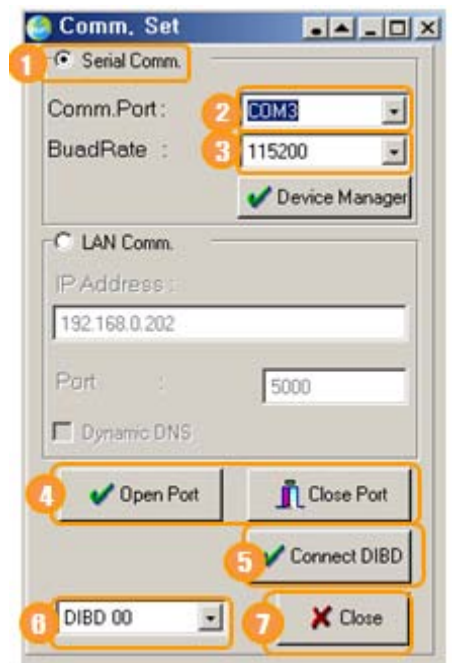 Comm. Set
1 Serial Comm.
Comm.Port : 2 COM3
BuadRate : 3 115200
Device Manager
LAN Comm.
IP Address :
192.168.0.202
Port : 5000
Dynamic DNS
4 Open Port Close Port
5 Connect DIBD
6 DIBD 00 7 Close